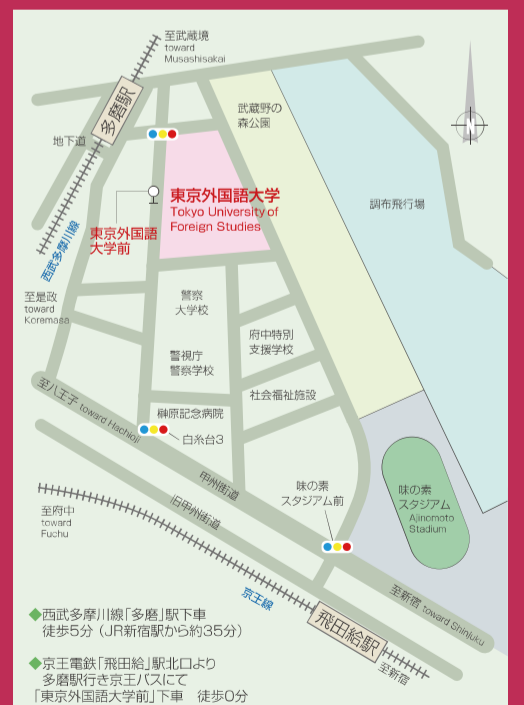 至武蔵境
toward
Musashisakai
多磨駅
武蔵野の
森公園
地下道
調布飛行場
東京外国語大学
Tokyo University of
Foreign Studies
東京外国語
大学前
西武多摩川線
至是政
toward
Koremasa
警察
大学校
府中特別
支援学校
警視庁
警察学校
社会福祉施設
至八王子 toward Hachioji
榊原記念病院
白糸台3
甲州街道
味の素
スタジアム前
味の素
スタジアム
Ajinomoto
Stadium
旧甲州街道
至府中
toward
Fuchu
京王線
至新宿 toward Shinjuku
飛田給駅
至新宿
◆西武多摩川線「多磨」駅下車
徒歩5分（JR新宿駅から約35分）
◆京王電鉄「飛田給」駅北口より
多磨駅行き京王バスにて
「東京外国語大学前」下車 徒歩0分
N